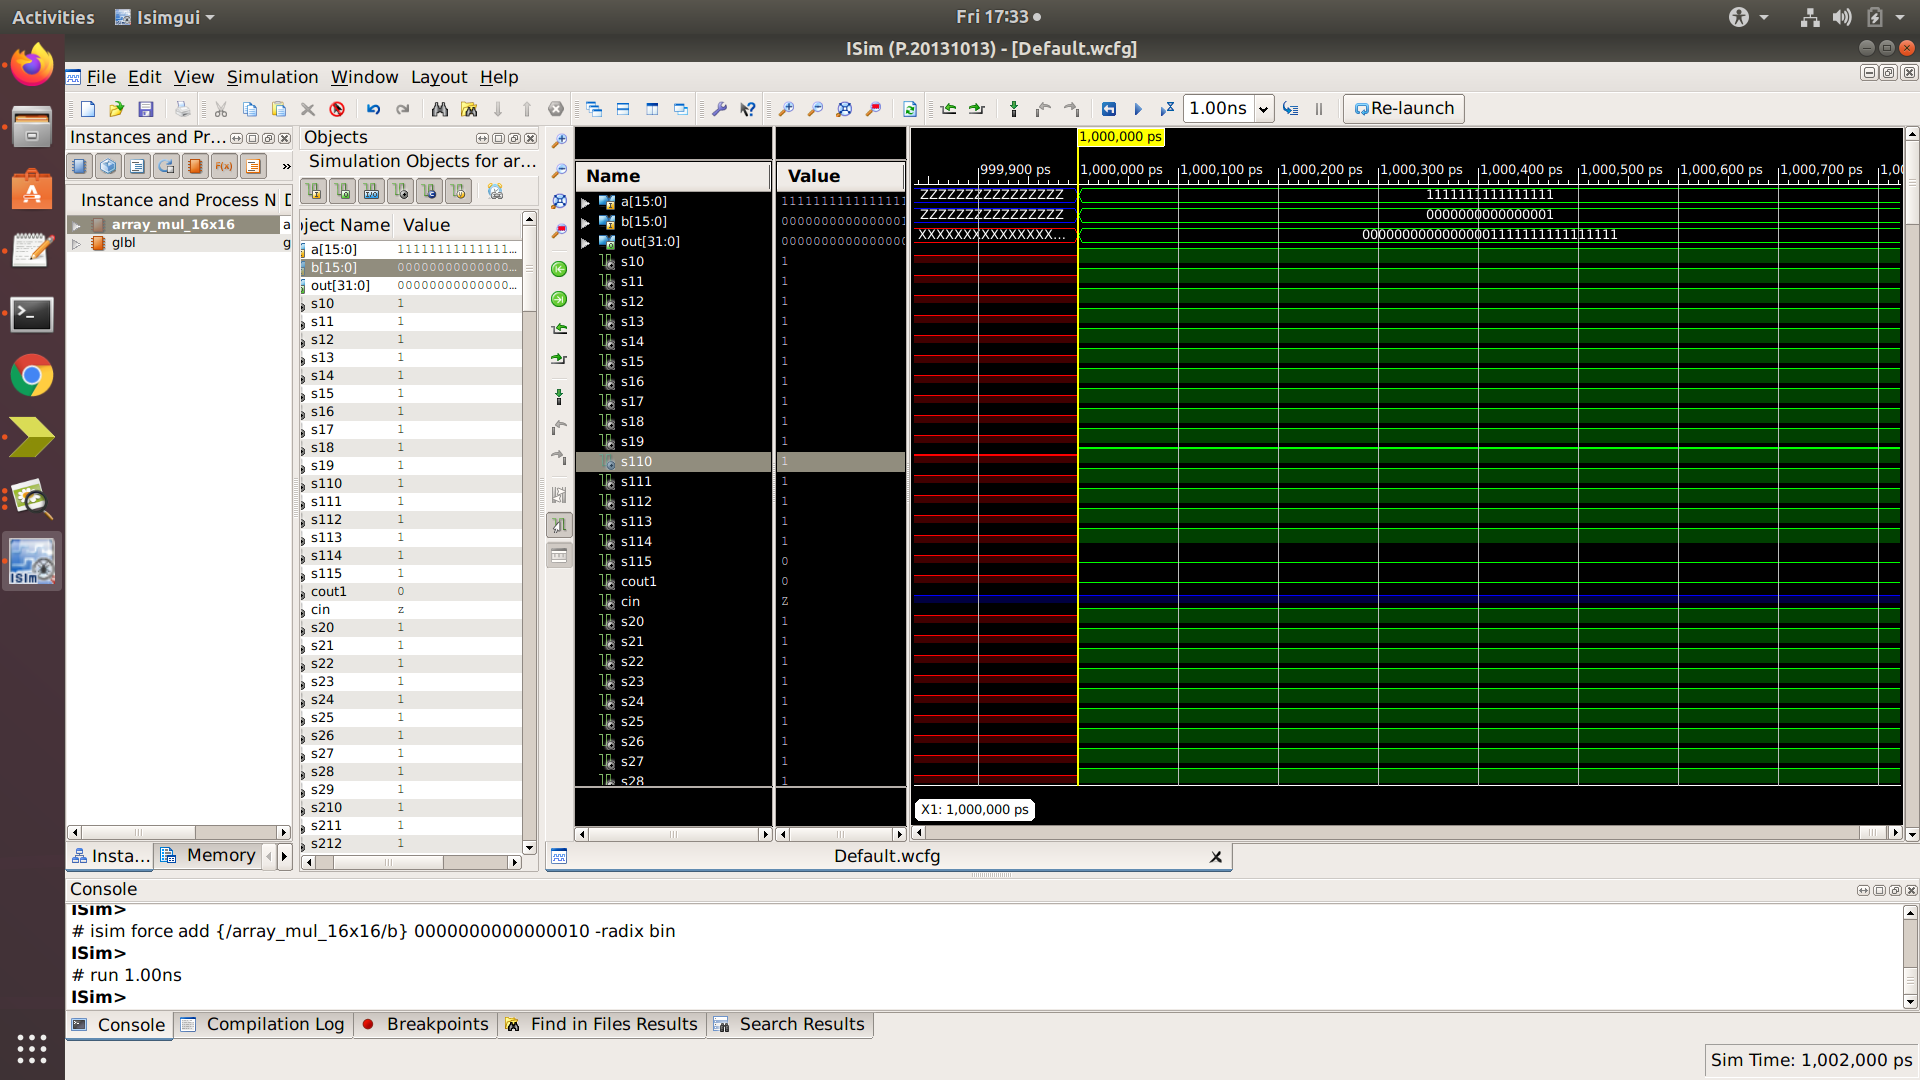 Activities
Isimgui
Fri 17:33
ISim (P.20131013) - [Default.wcfg]
File Edit View Simulation Window Layout Help
1.00ns
Re-launch
Instances and Pr...
Instance and Process N D
array_mul_16x16 a
glbl g
Insta...
Memory
Objects
Simulation Objects for ar...
ject Name Value
a[15:0] 11111111111111...
b[15:0] 00000000000000...
out[31:0] 00000000000000...
s10 1
s11 1
s12 1
s13 1
s14 1
s15 1
s16 1
s17 1
s18 1
s19 1
s110 1
s111 1
s112 1
s113 1
s114 1
s115 1
cout1 0
cin z
s20 1
s21 1
s22 1
s23 1
s24 1
s25 1
s26 1
s27 1
s28 1
s29 1
s210 1
s211 1
s212 1
Name Value
a[15:0] 1111111111111111
b[15:0] 0000000000000001
out[31:0]
s10 1
s11 1
s12 1
s13 1
s14 1
s15 1
s16 1
s17 1
s18 1
s19 1
s110 1
s111 1
s112 1
s113 1
s114 1
s115 0
cout1 0
cin Z
s20 1
s21 1
s22 1
s23 1
s24 1
s25 1
s26 1
s27 1
s28 1
1,000,000 ps
999,900 ps 1,000,000 ps 1,000,100 ps 1,000,200 ps 1,000,300 ps 1,000,400 ps 1,000,500 ps 1,000,600 ps 1,000,700 ps 1,00
ZZZZZZZZZZZZZZZZ 1111111111111111
ZZZZZZZZZZZZZZZZ 0000000000000001
XXXXXXXXXXXXXXX... 00000000000000001111111111111111
X1: 1,000,000 ps
Default.wcfg
Console
ISim>
# isim force add {/array_mul_16x16/b} 0000000000000010 -radix bin
ISim>
# run 1.00ns
ISim>
Console Compilation Log Breakpoints Find in Files Results Search Results
Sim Time: 1,002,000 ps